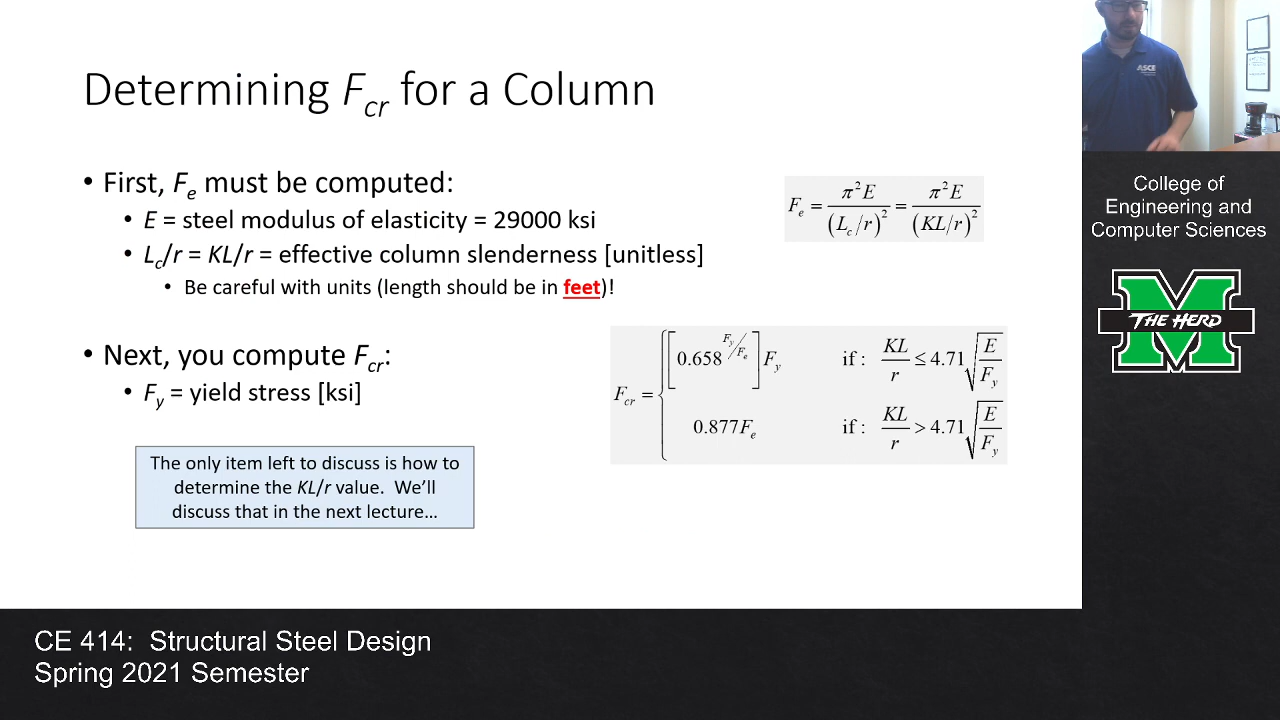 Determining Fcr for a Column
• First, Fe must be computed:
• E = steel modulus of elasticity = 29000 ksi
• Lc/r = KL/r = effective column slenderness [unitless]
• Be careful with units (length should be in feet)!
Fe = π²E/(Lc/r)² = π²E/(KL/r)²
• Next, you compute Fcr:
• Fy = yield stress [ksi]
Fcr = { [0.658^(Fy/Fe)] Fy if : KL/r ≤ 4.71√(E/Fy)
0.877Fe if : KL/r > 4.71√(E/Fy)
The only item left to discuss is how to
determine the KL/r value. We’ll
discuss that in the next lecture…
ASCE
College of
Engineering and
Computer Sciences
THE HERD
CE 414: Structural Steel Design
Spring 2021 Semester